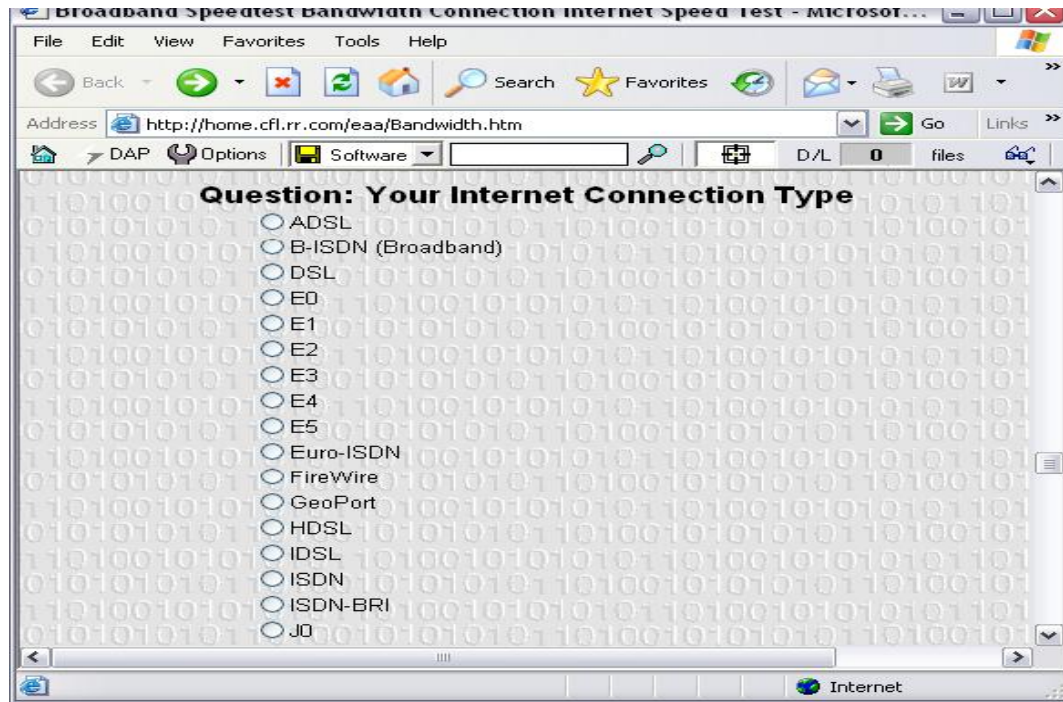 Broadband Speedtest Bandwidth Connection Internet Speed Test - Microsof...
File Edit View Favorites Tools Help
Back Search Favorites W »
Address http://home.cfl.rr.com/eaa/Bandwidth.htm Go Links »
DAP Options Software D/L 0 files
Question: Your Internet Connection Type
ADSL
B-ISDN (Broadband)
DSL
E0
E1
E2
E3
E4
E5
Euro-ISDN
FireWire
GeoPort
HDSL
IDSL
ISDN
ISDN-BRI
J0
Internet